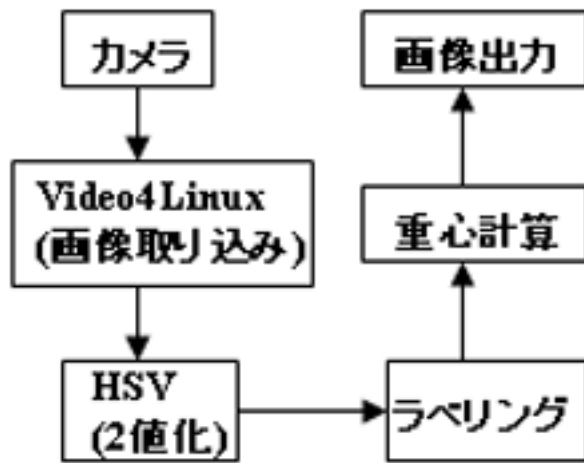 カメラ
Video4Linux
(画像取り込み)
HSV
(2値化)
ラベリング
重心計算
画像出力